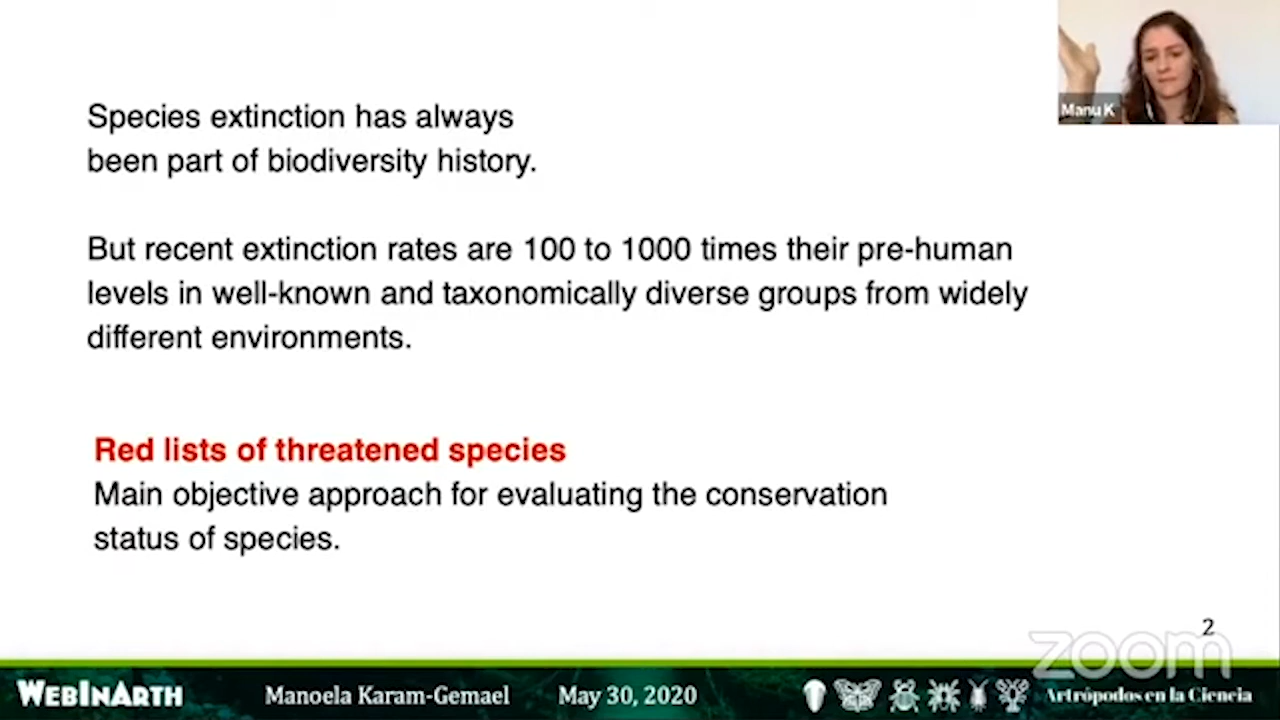 Manu K
Species extinction has always
been part of biodiversity history.
But recent extinction rates are 100 to 1000 times their pre-human
levels in well-known and taxonomically diverse groups from widely
different environments.
Red lists of threatened species
Main objective approach for evaluating the conservation
status of species.
2
zoom
WEBINARTH Manoela Karam-Gemael May 30, 2020 Artrópodos en la Ciencia